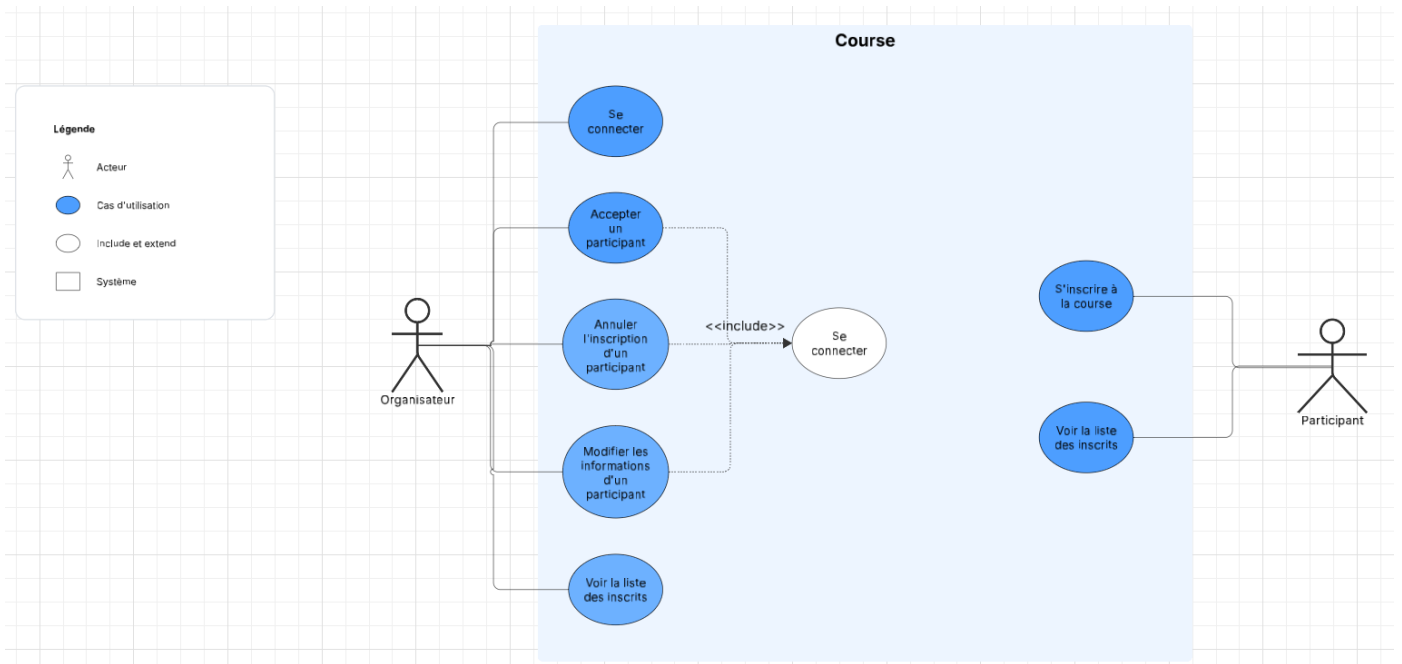 Course
Légende
Acteur
Cas d'utilisation
Include et extend
Système
Organisateur
Se
connecter
Accepter
un
participant
Annuler
l'inscription
d'un
participant
Modifier les
informations
d'un
participant
Voir la liste
des inscrits
<<include>>
Se
connecter
S'inscrire à
la course
Voir la liste
des inscrits
Participant